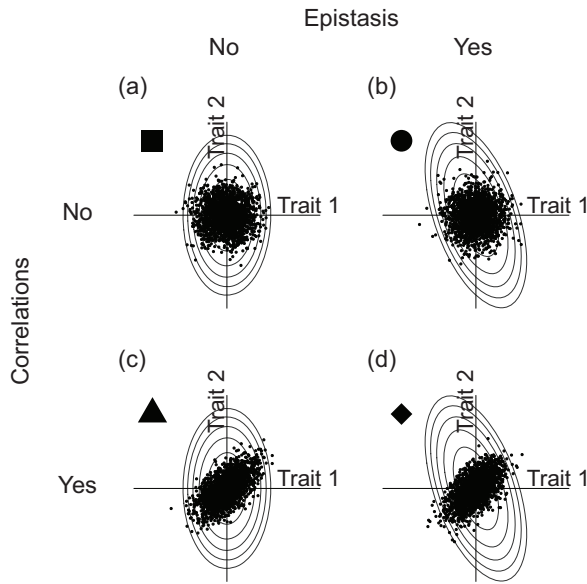 Epistasis
No
Yes
(a)
(b)
Trait 2
Trait 2
Trait 1
Trait 1
No
Correlations
(c)
(d)
Trait 2
Trait 2
Trait 1
Trait 1
Yes